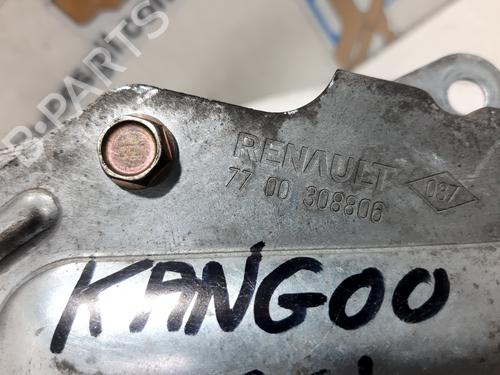 B-PARTS
RENAULT
087
77 00 308806
KANGOO